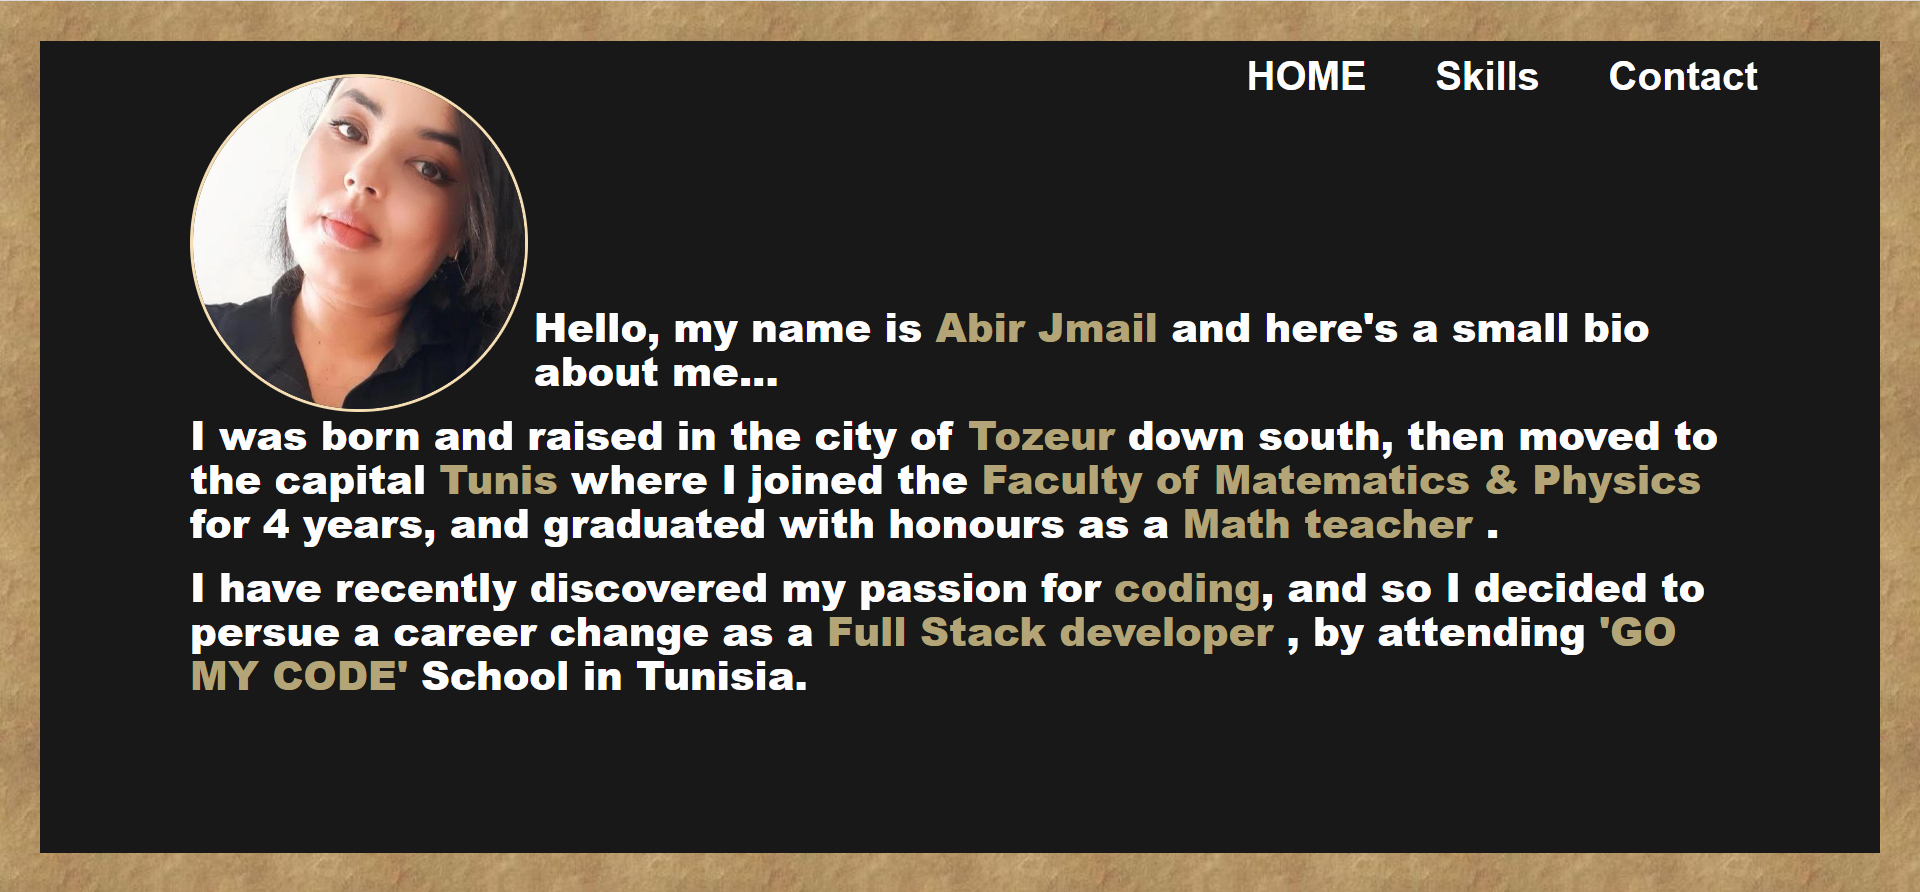 HOME Skills Contact
Hello, my name is Abir Jmail and here's a small bio
about me...
I was born and raised in the city of Tozeur down south, then moved to
the capital Tunis where I joined the Faculty of Matematics & Physics
for 4 years, and graduated with honours as a Math teacher .
I have recently discovered my passion for coding, and so I decided to
persue a career change as a Full Stack developer , by attending 'GO
MY CODE' School in Tunisia.